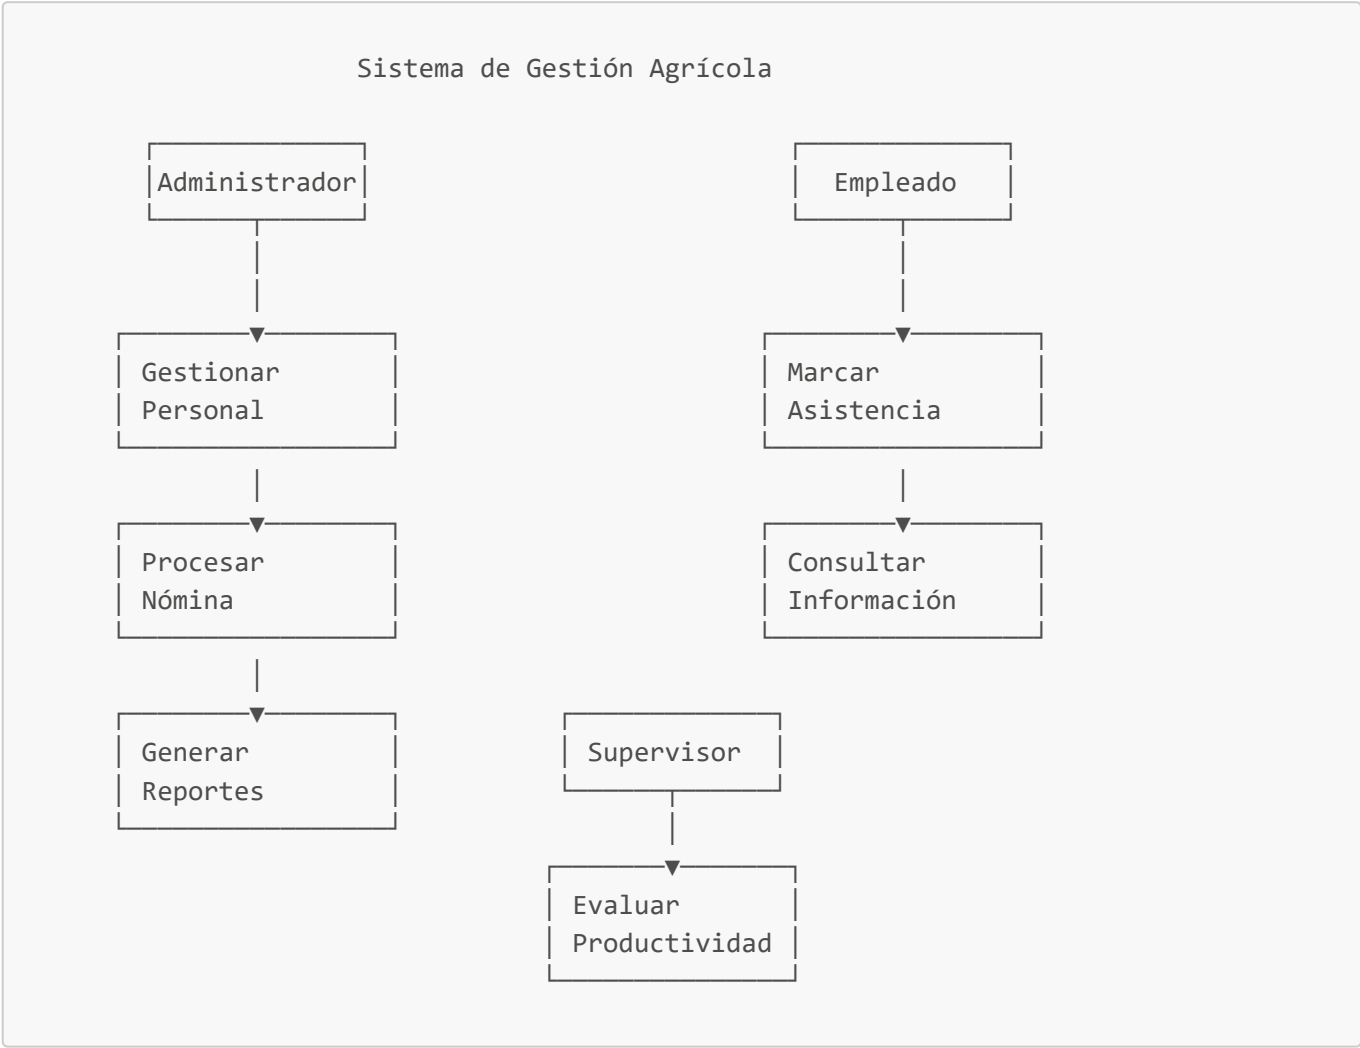 Sistema de Gestión Agrícola
Administrador
Empleado
Gestionar
Personal
Marcar
Asistencia
Procesar
Nómina
Consultar
Información
Generar
Reportes
Supervisor
Evaluar
Productividad